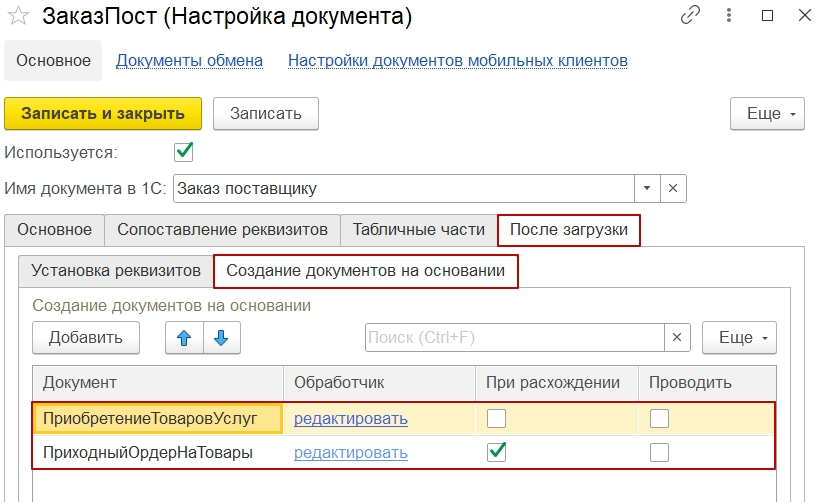 ЗаказПост (Настройка документа)
Основное Документы обмена Настройки документов мобильных клиентов
Записать и закрыть Записать Еще
Используется:
Имя документа в 1С: Заказ поставщику
Основное Сопоставление реквизитов Табличные части После загрузки
Установка реквизитов Создание документов на основании
Создание документов на основании
Добавить Поиск (Ctrl+F) Еще
Документ Обработчик При расхождении Проводить
ПриобретениеТоваровУслуг редактировать
ПриходныйОрдерНаТовары редактировать